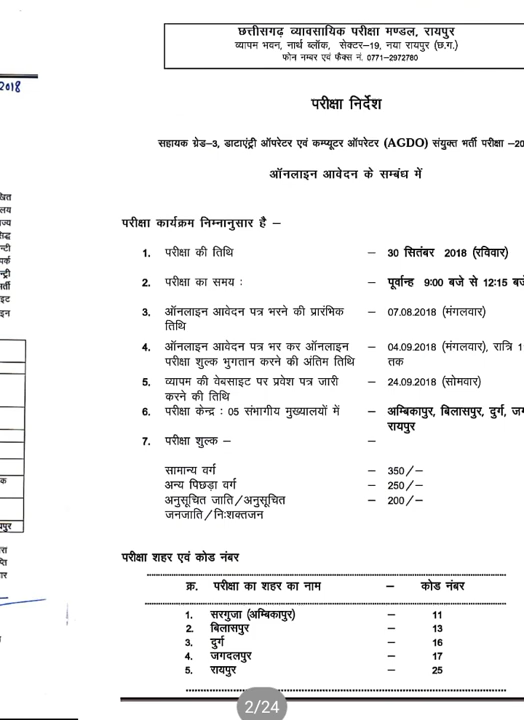 2018
छत्तीसगढ़ व्यावसायिक परीक्षा मण्डल, रायपुर
व्यापम भवन, नार्थ ब्लॉक, सेक्टर–19, नया रायपुर (छ.ग.)
फोन नम्बर एवं फैक्स नं. 0771–2972780
परीक्षा निर्देश
सहायक ग्रेड–3, डाटाएंट्री ऑपरेटर एवं कम्प्यूटर ऑपरेटर (AGDO) संयुक्त भर्ती परीक्षा –20
ऑनलाइन आवेदन के सम्बंध में
परीक्षा कार्यक्रम निम्नानुसार है –
1. परीक्षा की तिथि – 30 सितंबर 2018 (रविवार)
2. परीक्षा का समय : – पूर्वान्ह 9:00 बजे से 12:15 बजे
3. ऑनलाइन आवेदन पत्र भरने की प्रारंभिक – 07.08.2018 (मंगलवार)
तिथि
4. ऑनलाइन आवेदन पत्र भर कर ऑनलाइन – 04.09.2018 (मंगलवार), रात्रि 1
परीक्षा शुल्क भुगतान करने की अंतिम तिथि तक
5. व्यापम की वेबसाइट पर प्रवेश पत्र जारी – 24.09.2018 (सोमवार)
करने की तिथि
6. परीक्षा केन्द्र : 05 संभागीय मुख्यालयों में – अम्बिकापुर, बिलासपुर, दुर्ग, जग
रायपुर
7. परीक्षा शुल्क – –
सामान्य वर्ग – 350/–
अन्य पिछड़ा वर्ग – 250/–
अनुसूचित जाति/अनुसूचित – 200/–
जनजाति/निःशक्तजन
परीक्षा शहर एवं कोड नंबर
क्र. परीक्षा का शहर का नाम – कोड नंबर
1. सरगुजा (अम्बिकापुर) – 11
2. बिलासपुर – 13
3. दुर्ग – 16
4. जगदलपुर – 17
5. रायपुर – 25
2/24